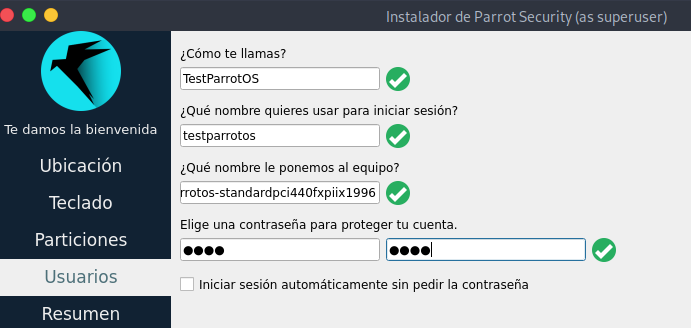 Instalador de Parrot Security (as superuser)
Te damos la bienvenida
Ubicación
Teclado
Particiones
Usuarios
Resumen
¿Cómo te llamas?
TestParrotOS
¿Qué nombre quieres usar para iniciar sesión?
testparrotos
¿Qué nombre le ponemos al equipo?
rrotos-standardpci440fxpiix1996
Elige una contraseña para proteger tu cuenta.
●●●● ●●●●
Iniciar sesión automáticamente sin pedir la contraseña